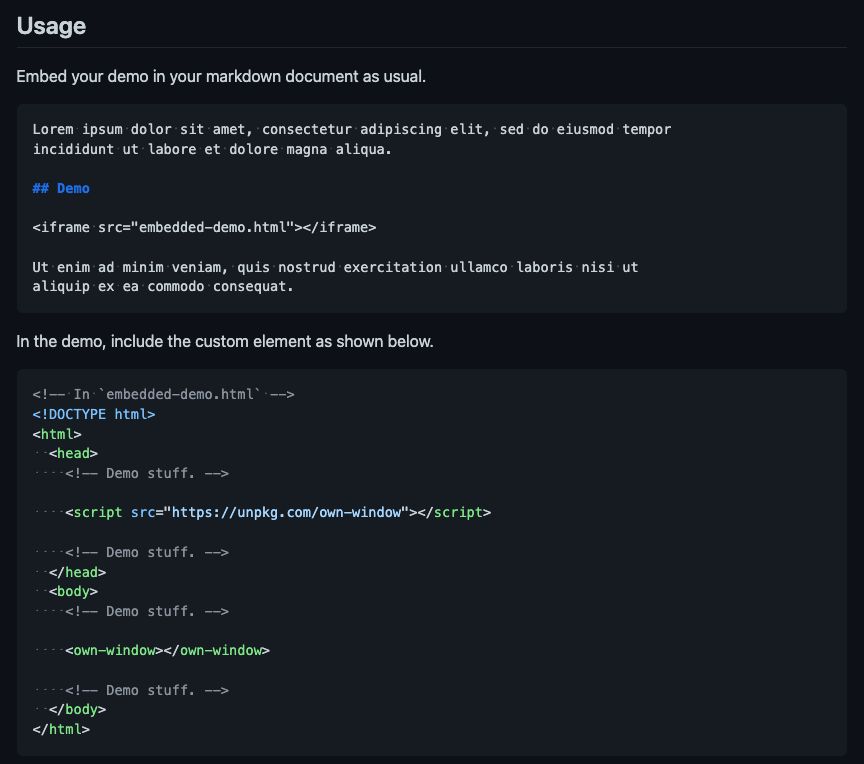 Usage
Embed your demo in your markdown document as usual.
Lorem ipsum dolor sit amet, consectetur adipiscing elit, sed do eiusmod tempor
incididunt ut labore et dolore magna aliqua.
## Demo
<iframe src="embedded-demo.html"></iframe>
Ut enim ad minim veniam, quis nostrud exercitation ullamco laboris nisi ut
aliquip ex ea commodo consequat.
In the demo, include the custom element as shown below.
<!-- In `embedded-demo.html` -->
<!DOCTYPE html>
<html>
  <head>
    <!-- Demo stuff. -->
    <script src="https://unpkg.com/own-window"></script>
    <!-- Demo stuff. -->
  </head>
  <body>
    <!-- Demo stuff. -->
    <own-window></own-window>
    <!-- Demo stuff. -->
  </body>
</html>